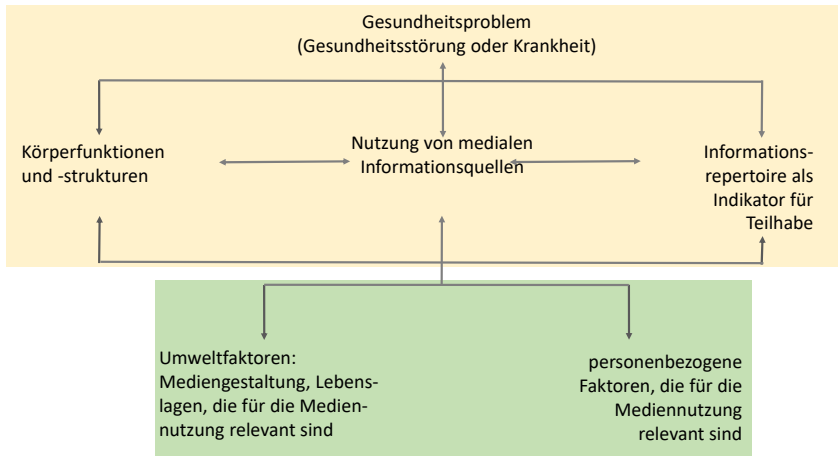 Gesundheitsproblem
(Gesundheitsstörung oder Krankheit)
Körperfunktionen
und -strukturen
Nutzung von medialen
Informationsquellen
Informations-
repertoire als
Indikator für
Teilhabe
Umweltfaktoren:
Mediengestaltung, Lebens-
lagen, die für die Medien-
nutzung relevant sind
personenbezogene
Faktoren, die für die
Mediennutzung
relevant sind